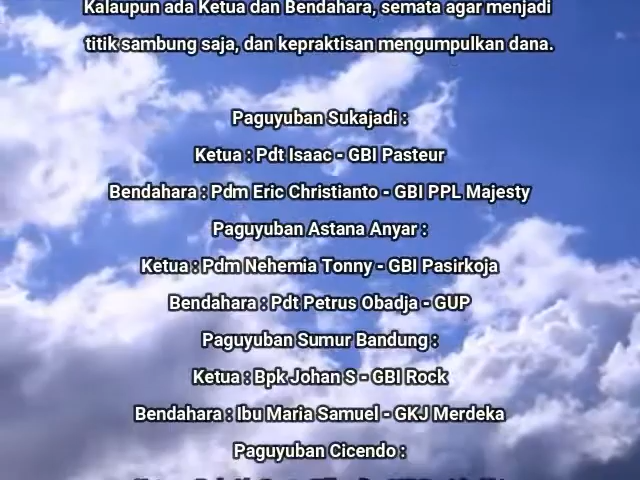 Kalaupun ada Ketua dan Bendahara, semata agar menjadi
titik sambung saja, dan kepraktisan mengumpulkan dana.
Paguyuban Sukajadi :
Ketua : Pdt Isaac - GBI Pasteur
Bendahara : Pdm Eric Christianto - GBI PPL Majesty
Paguyuban Astana Anyar :
Ketua : Pdm Nehemia Tonny - GBI Pasirkoja
Bendahara : Pdt Petrus Obadja - GUP
Paguyuban Sumur Bandung :
Ketua : Bpk Johan S - GBI Rock
Bendahara : Ibu Maria Samuel - GKJ Merdeka
Paguyuban Cicendo :